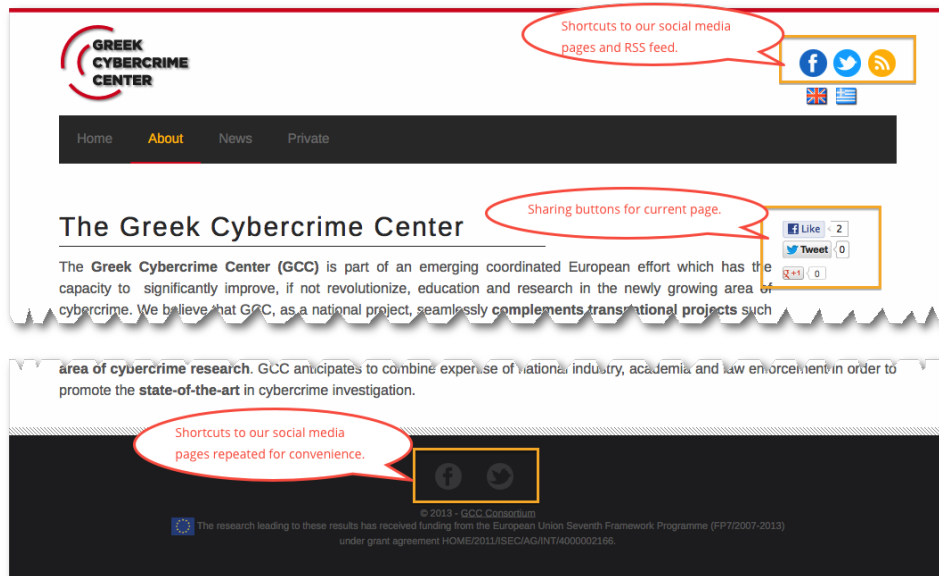 Shortcuts to our social media
pages and RSS feed.
GREEK
CYBERCRIME
CENTER
Home About News Private
The Greek Cybercrime Center
Sharing buttons for current page.
Like 2
Tweet 0
+1 0
The Greek Cybercrime Center (GCC) is part of an emerging coordinated European effort which has the
capacity to significantly improve, if not revolutionize, education and research in the newly growing area of
cybercrime. We believe that GCC, as a national project, seamlessly complements transnational projects such
area of cybercrime research. GCC anticipates to combine expertise of national industry, academia and law enforcement in order to
promote the state-of-the-art in cybercrime investigation.
Shortcuts to our social media
pages repeated for convenience.
© 2013 - GCC Consortium
The research leading to these results has received funding from the European Union Seventh Framework Programme (FP7/2007-2013)
under grant agreement HOME/2011/ISEC/AG/INT/4000002166.